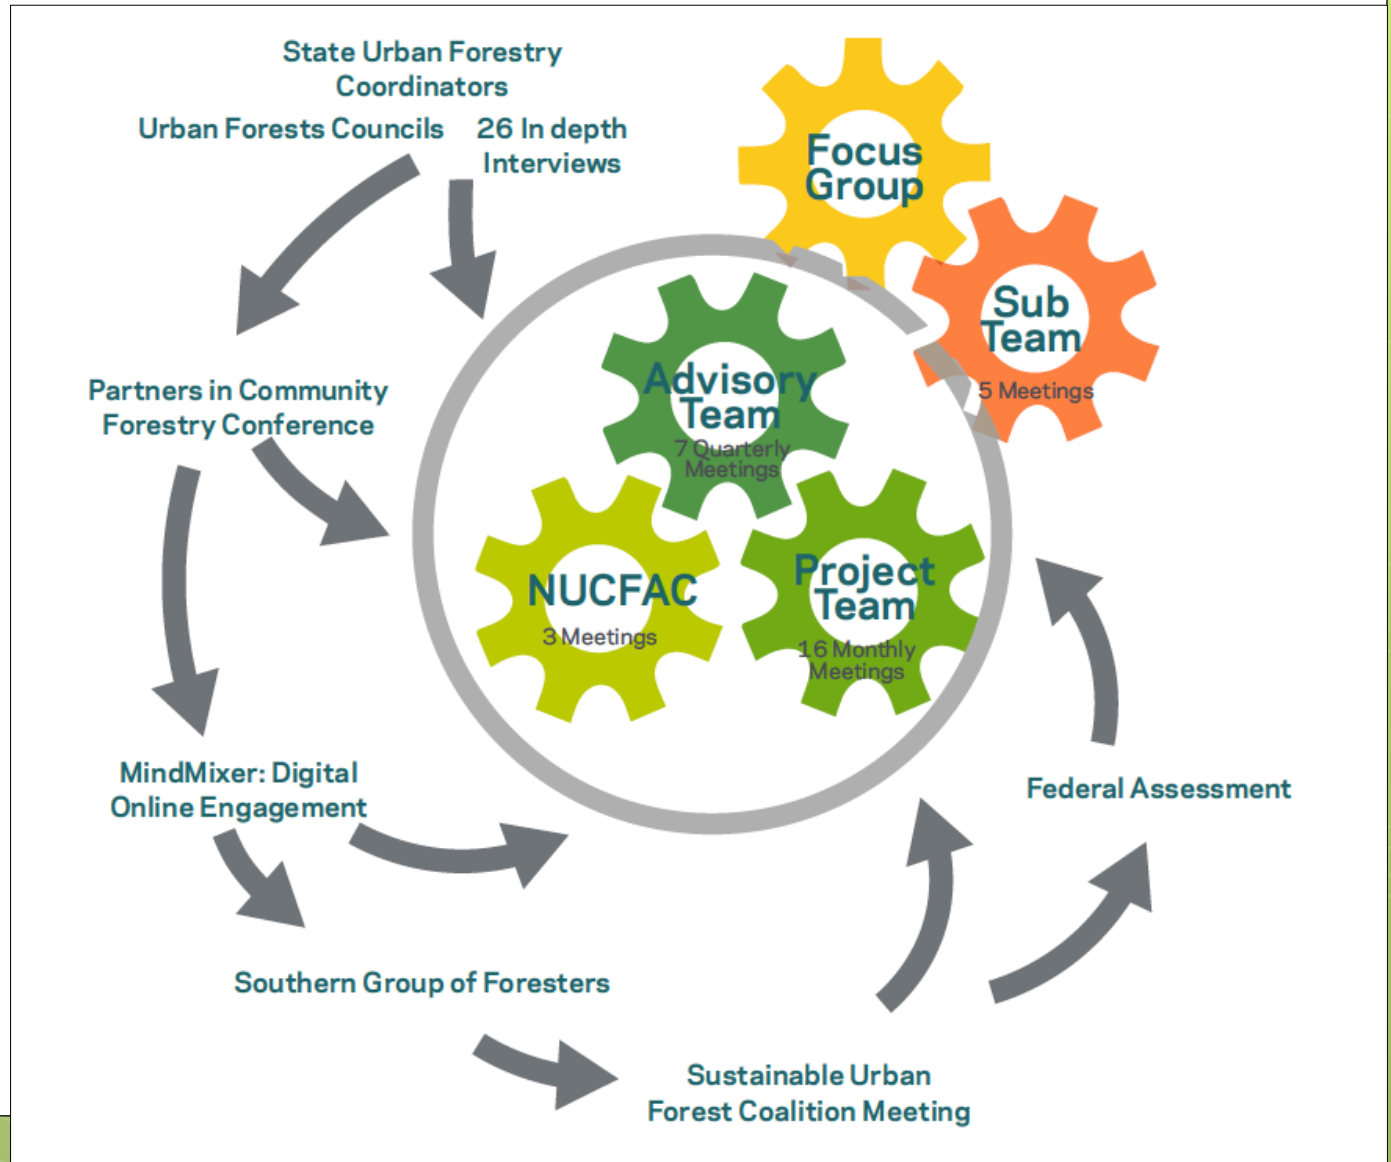 State Urban Forestry
Coordinators
Urban Forests Councils
26 In depth
Interviews
Focus
Group
Sub
Team
5 Meetings
Advisory
Team
7 Quarterly
Meetings
Partners in Community
Forestry Conference
NUCFAC
3 Meetings
Project
Team
16 Monthly
Meetings
MindMixer: Digital
Online Engagement
Federal Assessment
Southern Group of Foresters
Sustainable Urban
Forest Coalition Meeting